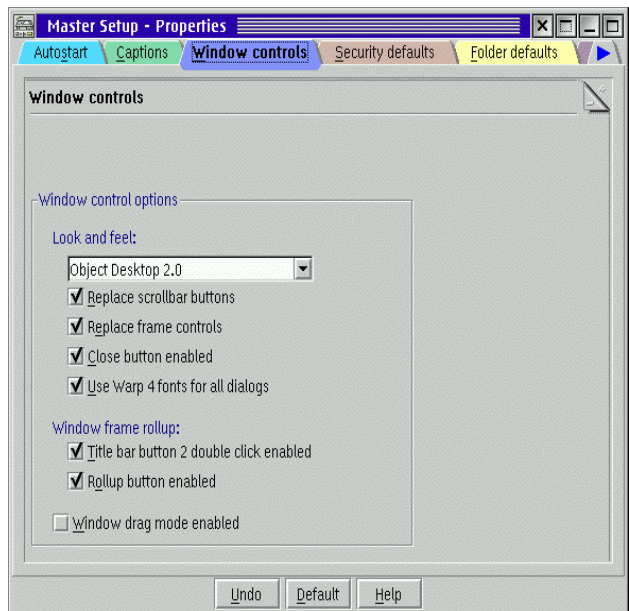 Master Setup - Properties
Autostart Captions Window controls Security defaults Folder defaults
Window controls
Window control options
Look and feel:
Object Desktop 2.0
Replace scrollbar buttons
Replace frame controls
Close button enabled
Use Warp 4 fonts for all dialogs
Window frame rollup:
Title bar button 2 double click enabled
Rollup button enabled
Window drag mode enabled
Undo Default Help